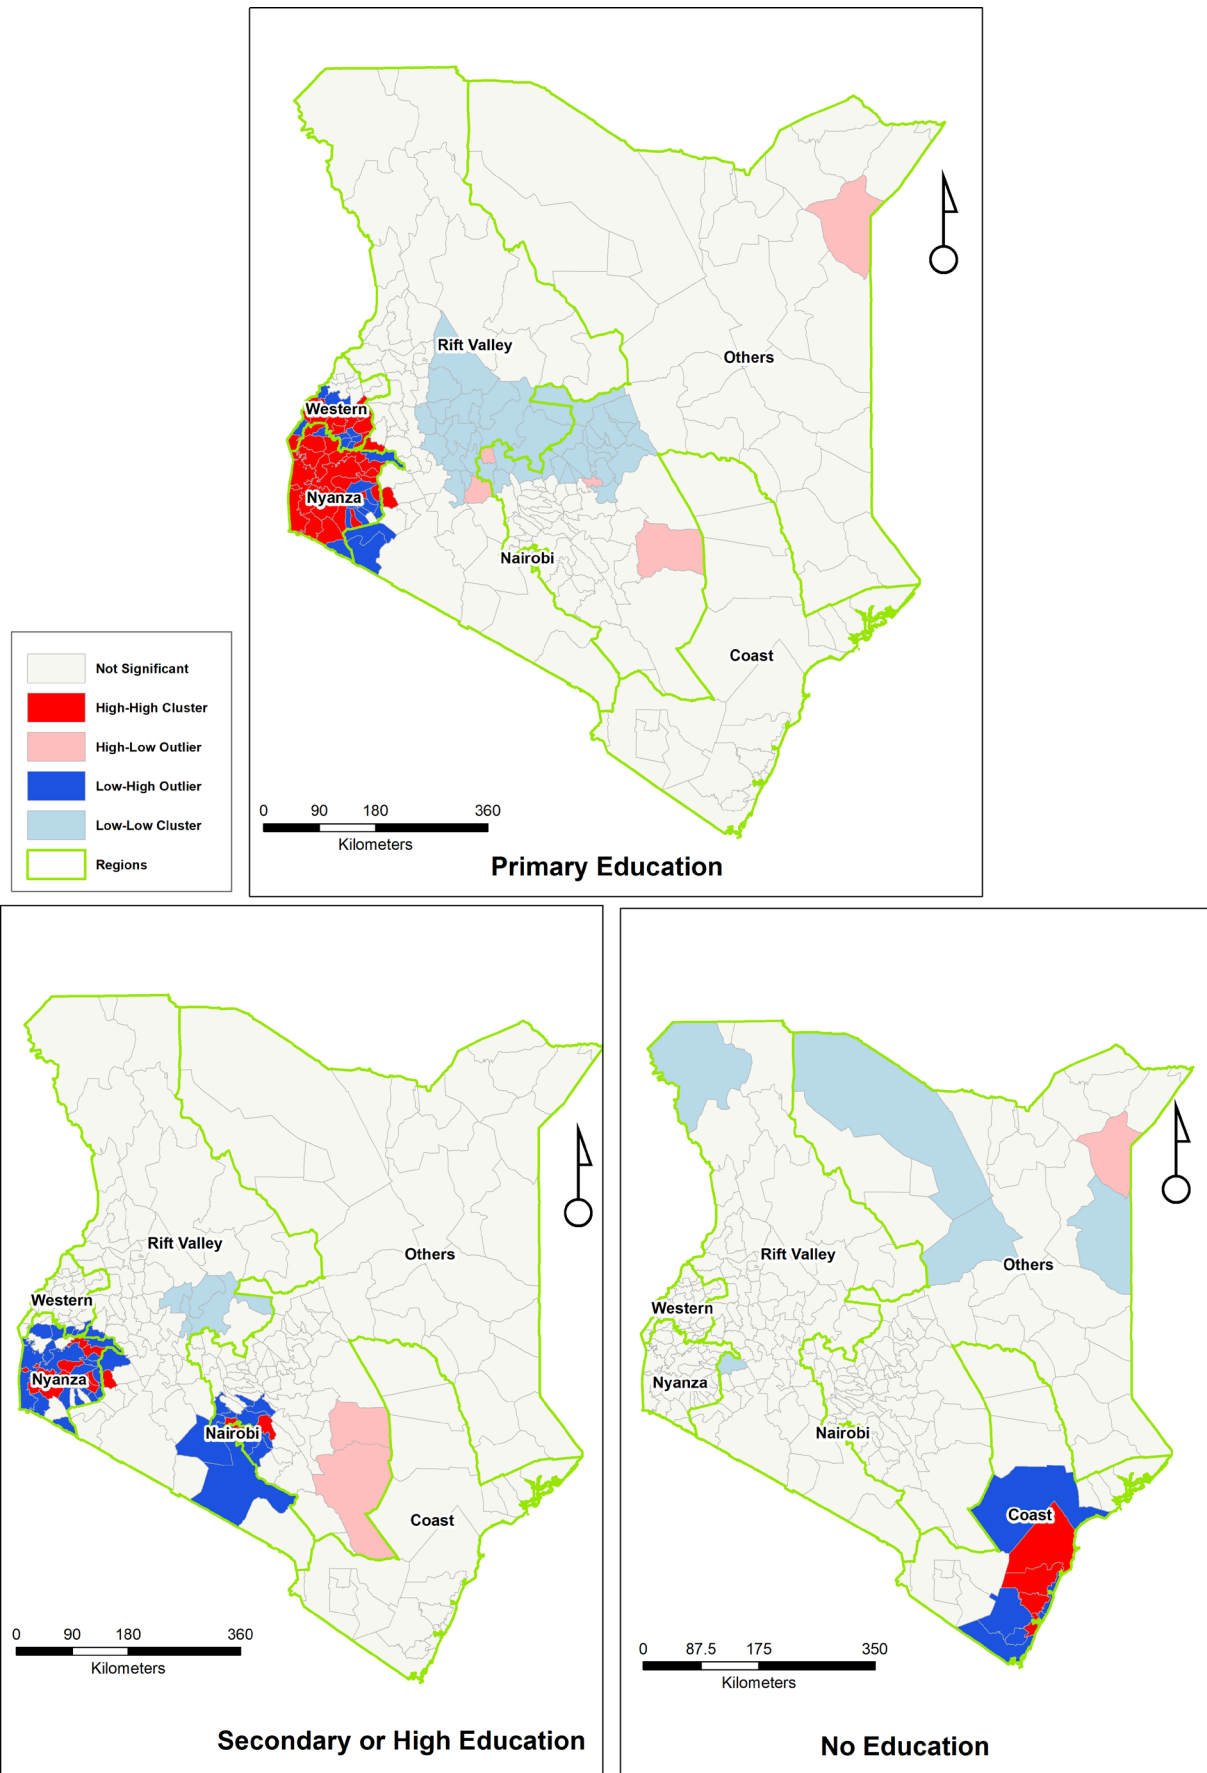 Rift Valley
Others
Western
Nyanza
Nairobi
Coast
0 90 180 360
Kilometers
Primary Education
Not Significant
High-High Cluster
High-Low Outlier
Low-High Outlier
Low-Low Cluster
Regions
Rift Valley
Others
Western
Nyanza
Nairobi
Coast
0 90 180 360
Kilometers
Secondary or High Education
Rift Valley
Others
Western
Nyanza
Nairobi
Coast
0 87.5 175 350
Kilometers
No Education